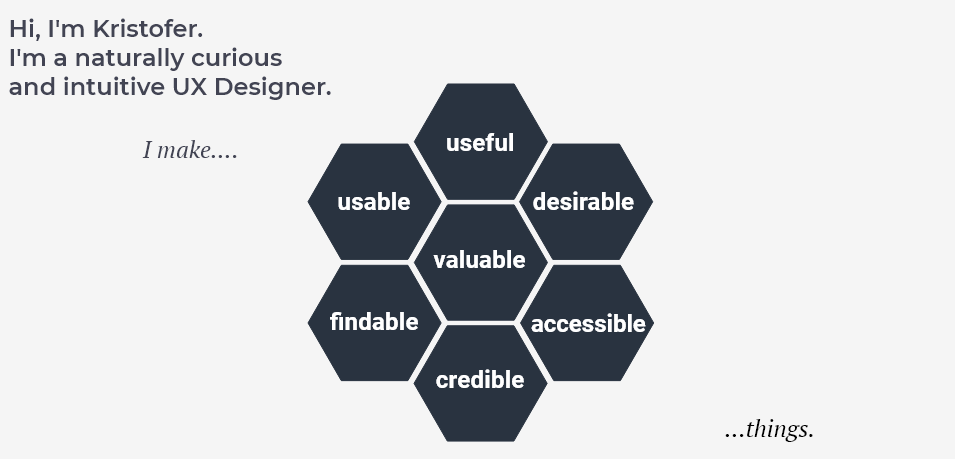 Hi, I'm Kristofer.
I'm a naturally curious
and intuitive UX Designer.
I make....
useful
usable
desirable
valuable
findable
accessible
credible
...things.